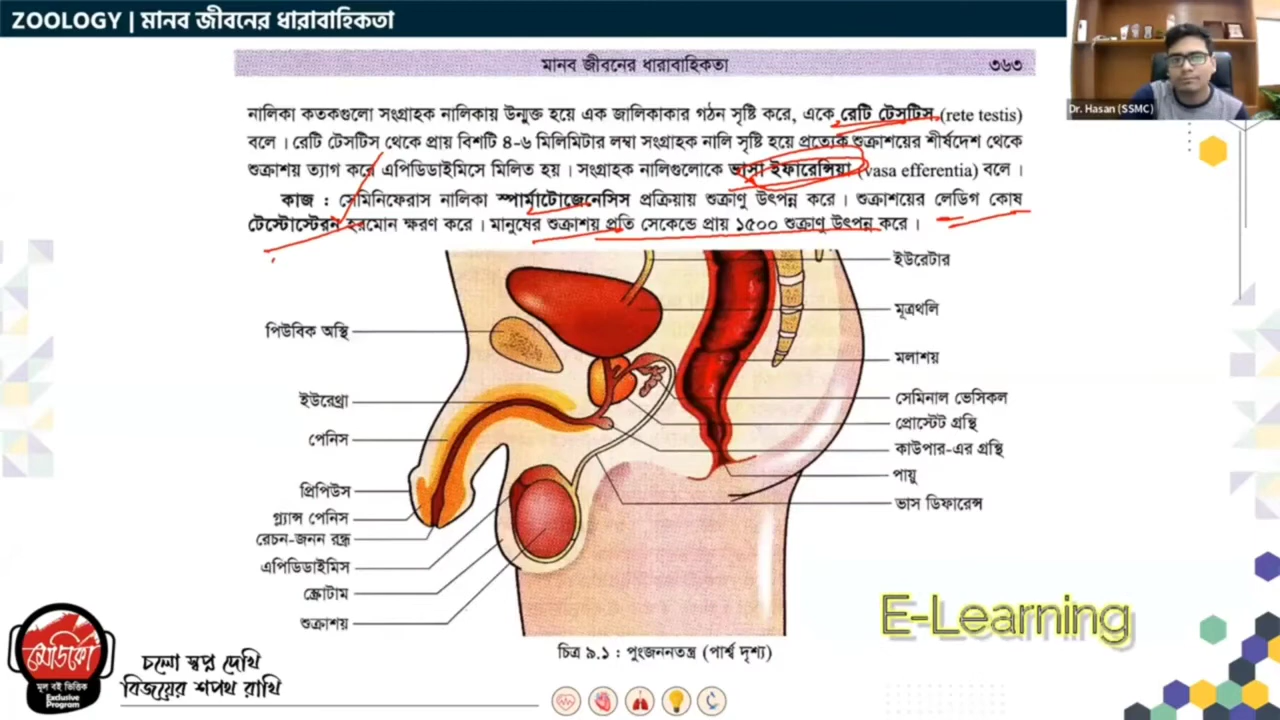 ZOOLOGY | মানব জীবনের ধারাবাহিকতা
Dr. Hasan (SSMC)
মানব জীবনের ধারাবাহিকতা ৩৬৩
নালিকা কতকগুলো সংগ্রাহক নালিকায় উন্মুক্ত হয়ে এক জালিকাকার গঠন সৃষ্টি করে, একে রেটি টেসটিস (rete testis)
বলে। রেটি টেসটিস থেকে প্রায় বিশটি ৪-৬ মিলিমিটার লম্বা সংগ্রাহক নালি সৃষ্টি হয়ে প্রত্যেক শুক্রাশয়ের শীর্ষদেশ থেকে
শুক্রাশয় ত্যাগ করে এপিডিডাইমিসে মিলিত হয়। সংগ্রাহক নালিগুলোকে ভাসা ইফারেন্সিয়া (vasa efferentia) বলে।
কাজ : সেমিনিফেরাস নালিকা স্পার্মাটোজেনেসিস প্রক্রিয়ায় শুক্রাণু উৎপন্ন করে। শুক্রাশয়ের লেডিগ কোষ
টেস্টোস্টেরন হরমোন ক্ষরণ করে। মানুষের শুক্রাশয় প্রতি সেকেন্ডে প্রায় ১৫০০ শুক্রাণু উৎপন্ন করে।
ইউরেটার
মূত্রথলি
পিউবিক অস্থি
মলাশয়
ইউরেথ্রা
সেমিনাল ভেসিকল
প্রোস্টেট গ্রন্থি
পেনিস
কাউপার-এর গ্রন্থি
পায়ু
প্রিপিউস
ভাস ডিফারেন্স
গ্ল্যান্স পেনিস
রেচন-জনন রন্ধ্র
এপিডিডাইমিস
স্ক্রোটাম
শুক্রাশয়
চিত্র ৯.১ : পুংজননতন্ত্র (পার্শ্ব দৃশ্য)
E-Learning
মেডিকো
মূল বই ভিত্তিক
Exclusive
Program
চলো স্বপ্ন দেখি
বিজয়ের শপথ রাখি